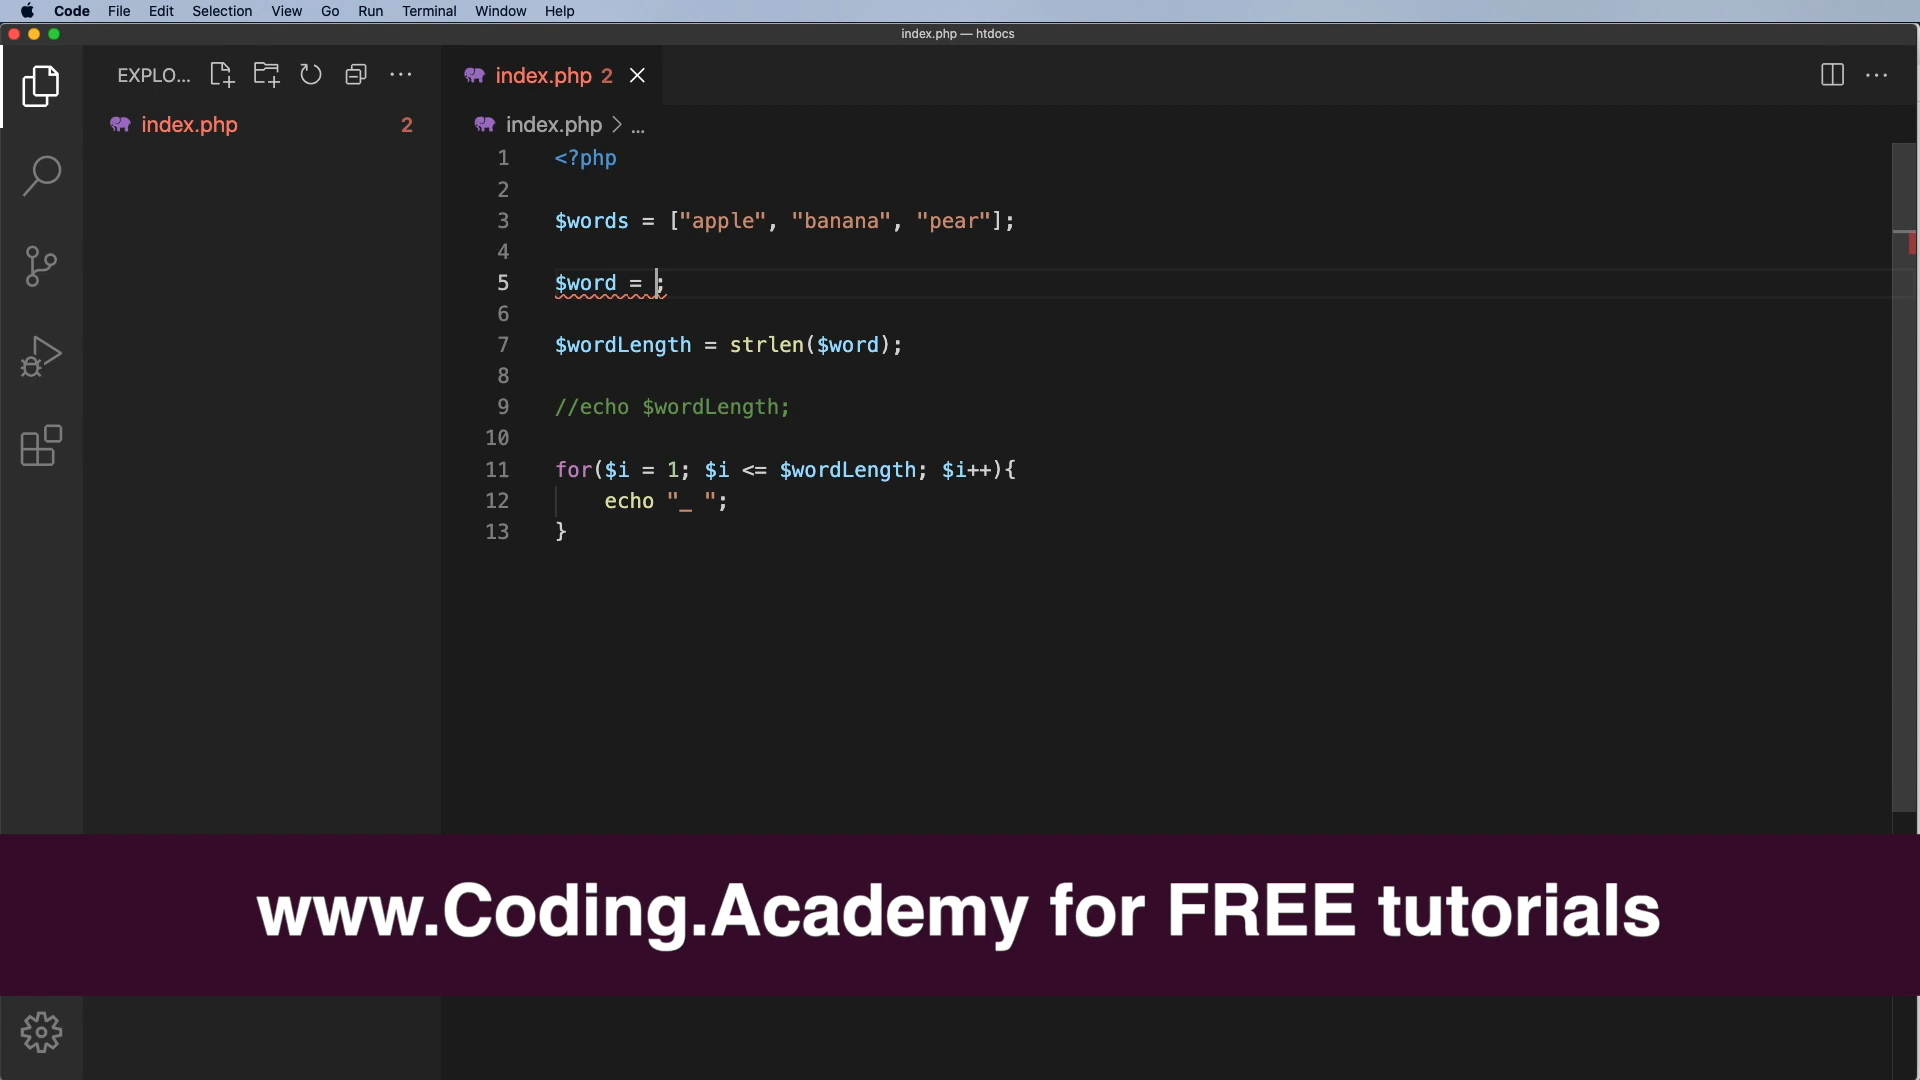 Code File Edit Selection View Go Run Terminal Window Help
index.php — htdocs
EXPLO...
index.php 2
index.php 2
index.php > ...
1 <?php
2
3 $words = ["apple", "banana", "pear"];
4
5 $word = ;
6
7 $wordLength = strlen($word);
8
9 //echo $wordLength;
10
11 for($i = 1; $i <= $wordLength; $i++){
12     echo "_ ";
13 }
www.Coding.Academy for FREE tutorials